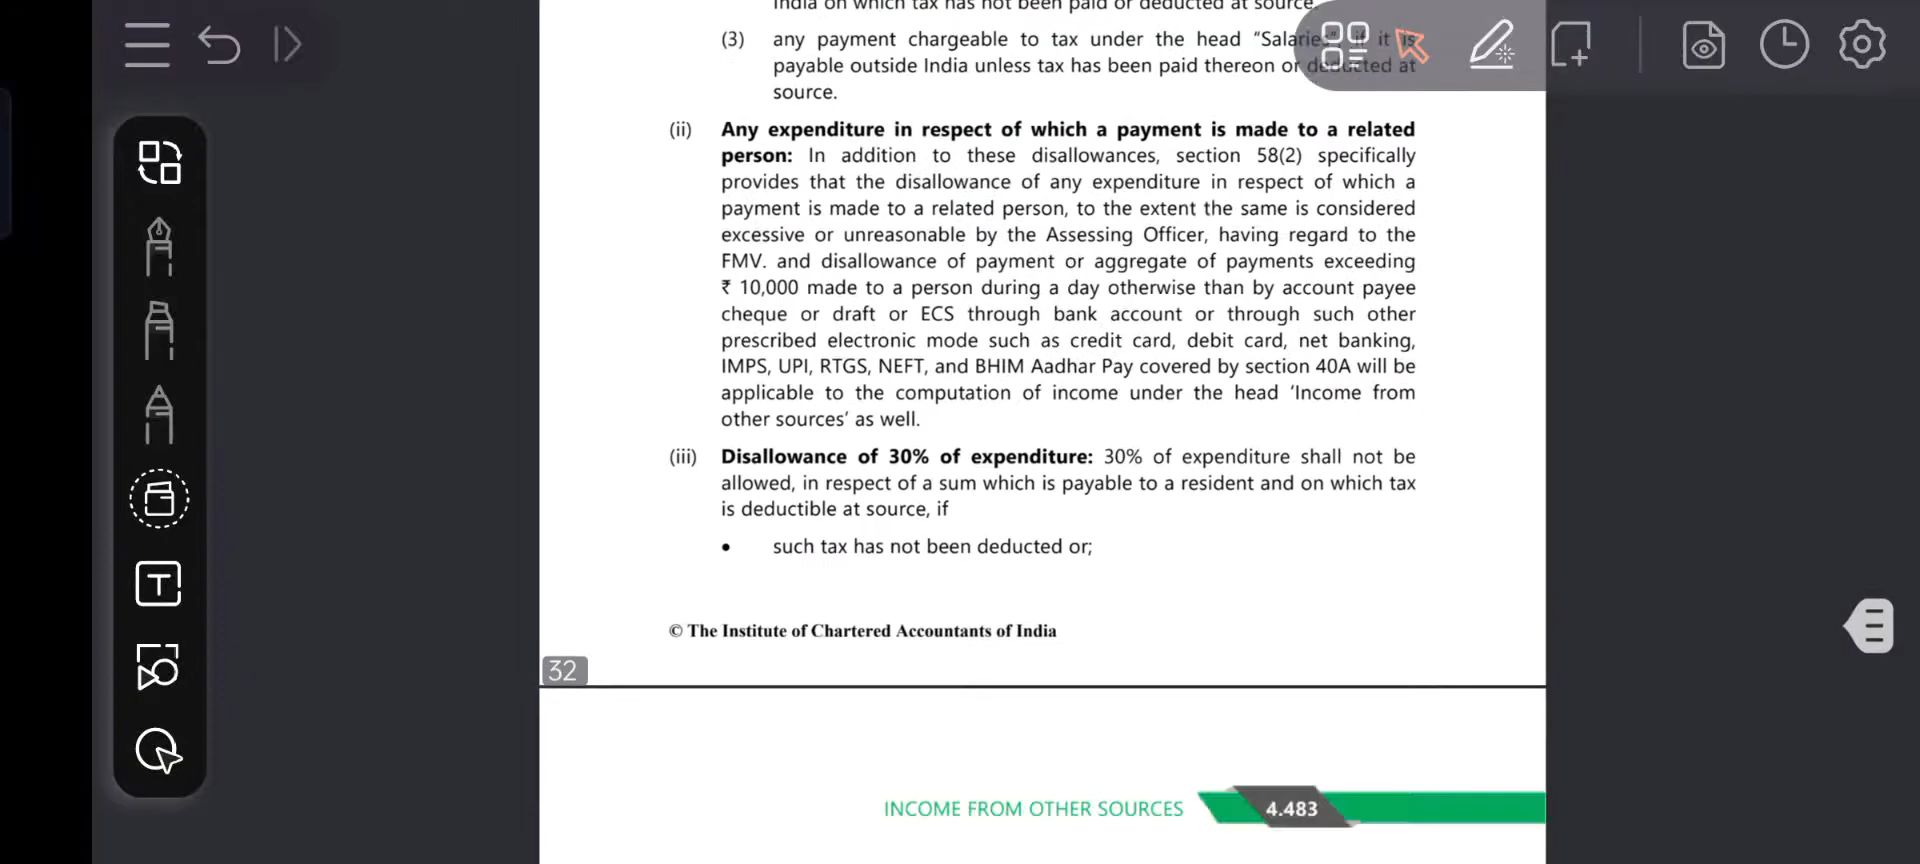 India on which tax has not been paid or deducted at source.
(3) any payment chargeable to tax under the head “Salaries”, if it is
payable outside India unless tax has been paid thereon or deducted at
source.
(ii) Any expenditure in respect of which a payment is made to a related
person: In addition to these disallowances, section 58(2) specifically
provides that the disallowance of any expenditure in respect of which a
payment is made to a related person, to the extent the same is considered
excessive or unreasonable by the Assessing Officer, having regard to the
FMV. and disallowance of payment or aggregate of payments exceeding
₹ 10,000 made to a person during a day otherwise than by account payee
cheque or draft or ECS through bank account or through such other
prescribed electronic mode such as credit card, debit card, net banking,
IMPS, UPI, RTGS, NEFT, and BHIM Aadhar Pay covered by section 40A will be
applicable to the computation of income under the head ‘Income from
other sources’ as well.
(iii) Disallowance of 30% of expenditure: 30% of expenditure shall not be
allowed, in respect of a sum which is payable to a resident and on which tax
is deductible at source, if
• such tax has not been deducted or;
© The Institute of Chartered Accountants of India
32
INCOME FROM OTHER SOURCES 4.483